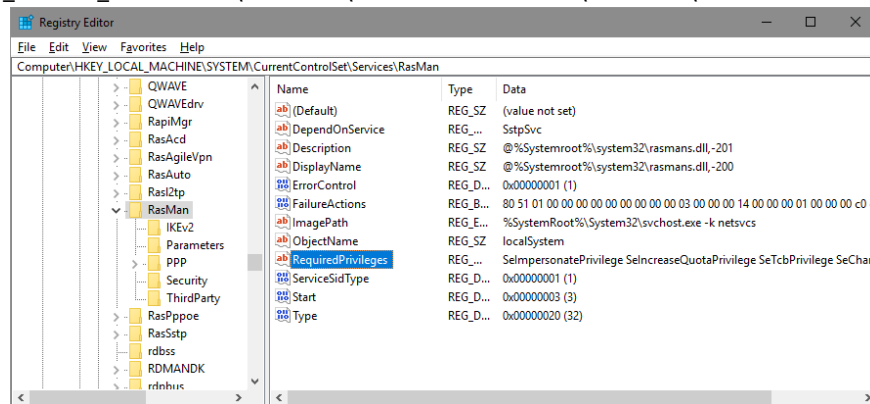 Registry Editor
File Edit View Favorites Help
Computer\HKEY_LOCAL_MACHINE\SYSTEM\CurrentControlSet\Services\RasMan
QWAVE
QWAVEdrv
RapiMgr
RasAcd
RasAgileVpn
RasAuto
Rasl2tp
RasMan
IKEv2
Parameters
PPP
Security
ThirdParty
RasPppoe
RasSstp
rdbss
RDMANDK
rdpbus
Name Type Data
(Default) REG_SZ (value not set)
DependOnService REG_... SstpSvc
Description REG_SZ @%Systemroot%\system32\rasmans.dll,-201
DisplayName REG_SZ @%Systemroot%\system32\rasmans.dll,-200
ErrorControl REG_D... 0x00000001 (1)
FailureActions REG_B... 80 51 01 00 00 00 00 00 00 00 00 00 03 00 00 00 14 00 00 00 01 00 00 00 c0
ImagePath REG_E... %SystemRoot%\System32\svchost.exe -k netsvcs
ObjectName REG_SZ localSystem
RequiredPrivileges REG_... SeImpersonatePrivilege SeIncreaseQuotaPrivilege SeTcbPrivilege SeChan
ServiceSidType REG_D... 0x00000001 (1)
Start REG_D... 0x00000003 (3)
Type REG_D... 0x00000020 (32)